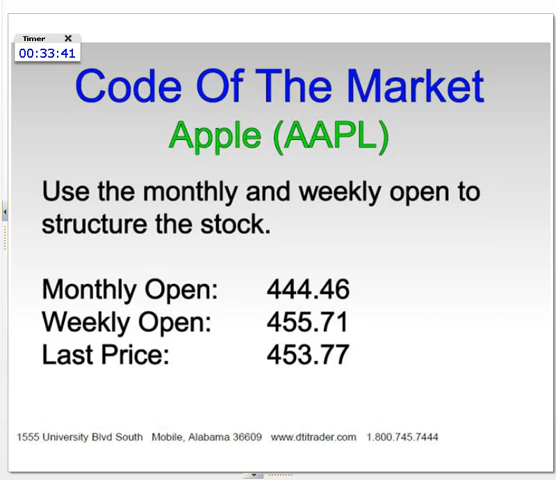 Timer
00:33:41
Code Of The Market
Apple (AAPL)
Use the monthly and weekly open to
structure the stock.
Monthly Open: 444.46
Weekly Open: 455.71
Last Price: 453.77
1555 University Blvd South Mobile, Alabama 36609 www.dtitrader.com 1.800.745.7444